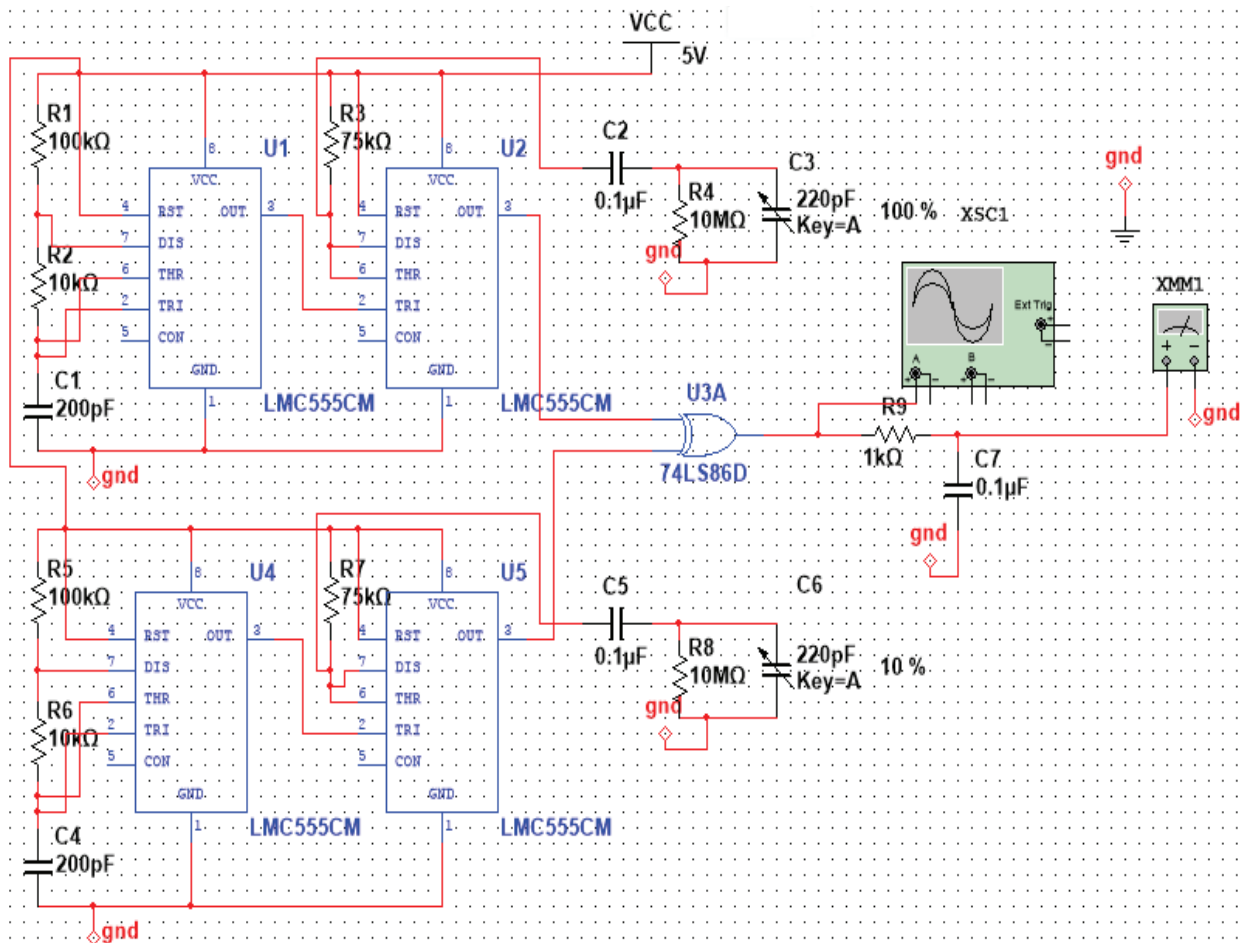 VCC
5V
R1
100kΩ
R3
75kΩ
U1
U2
8
8
VCC
VCC
4 RST OUT 3
7 DIS
6 THR
2 TRI
5 CON
GND
1
4 RST OUT 3
7 DIS
6 THR
2 TRI
5 CON
GND
1
R2
10kΩ
C1
200pF
LMC555CM
LMC555CM
gnd
C2
0.1µF
R4
10MΩ
C3
220pF
Key=A
100 %
gnd
gnd
XSC1
Ext Trig
A
B
XMM1
gnd
U3A
74LS86D
R9
1kΩ
C7
0.1µF
gnd
R5
100kΩ
R7
75kΩ
U4
U5
8
8
VCC
VCC
4 RST OUT 3
7 DIS
6 THR
2 TRI
5 CON
GND
1
4 RST OUT 3
7 DIS
6 THR
2 TRI
5 CON
GND
1
R6
10kΩ
C4
200pF
LMC555CM
LMC555CM
gnd
C5
0.1µF
R8
10MΩ
C6
220pF
Key=A
10 %
gnd